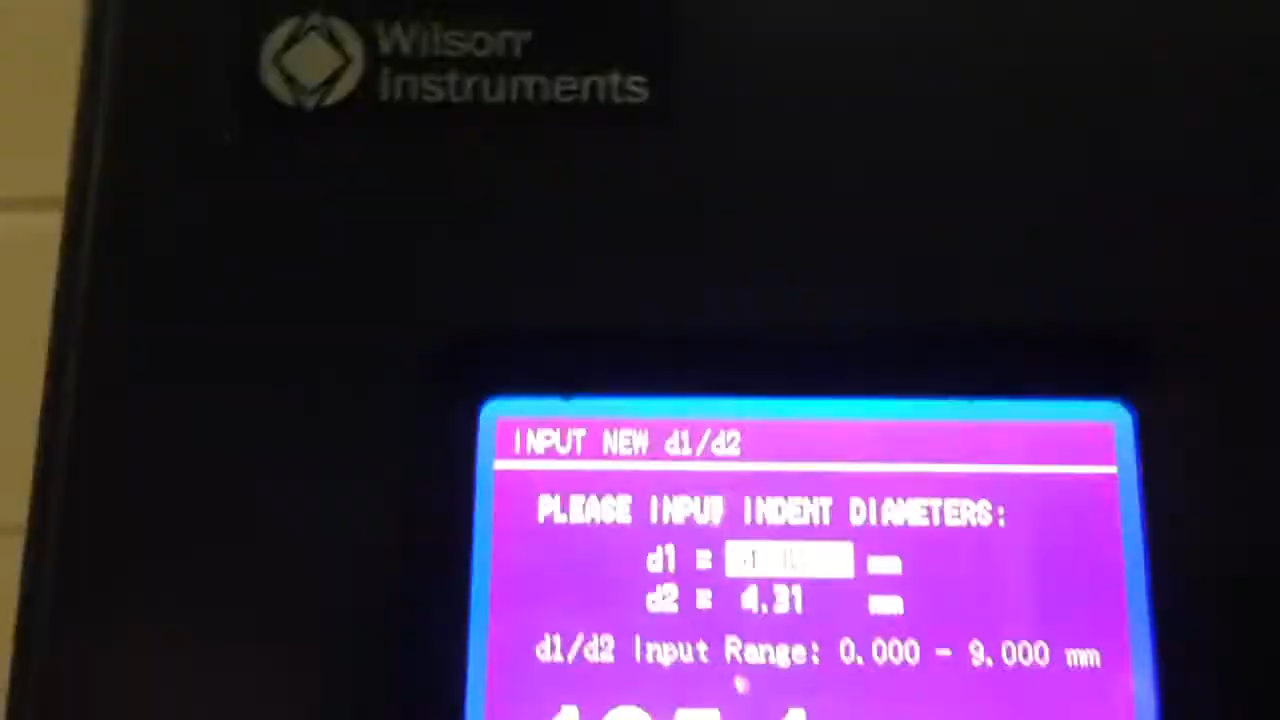 Wilson
Instruments
INPUT NEW d1/d2
PLEASE INPUT INDENT DIAMETERS:
d1 = mm
d2 = 4.31 mm
d1/d2 Input Range: 0.000 - 9.000 mm